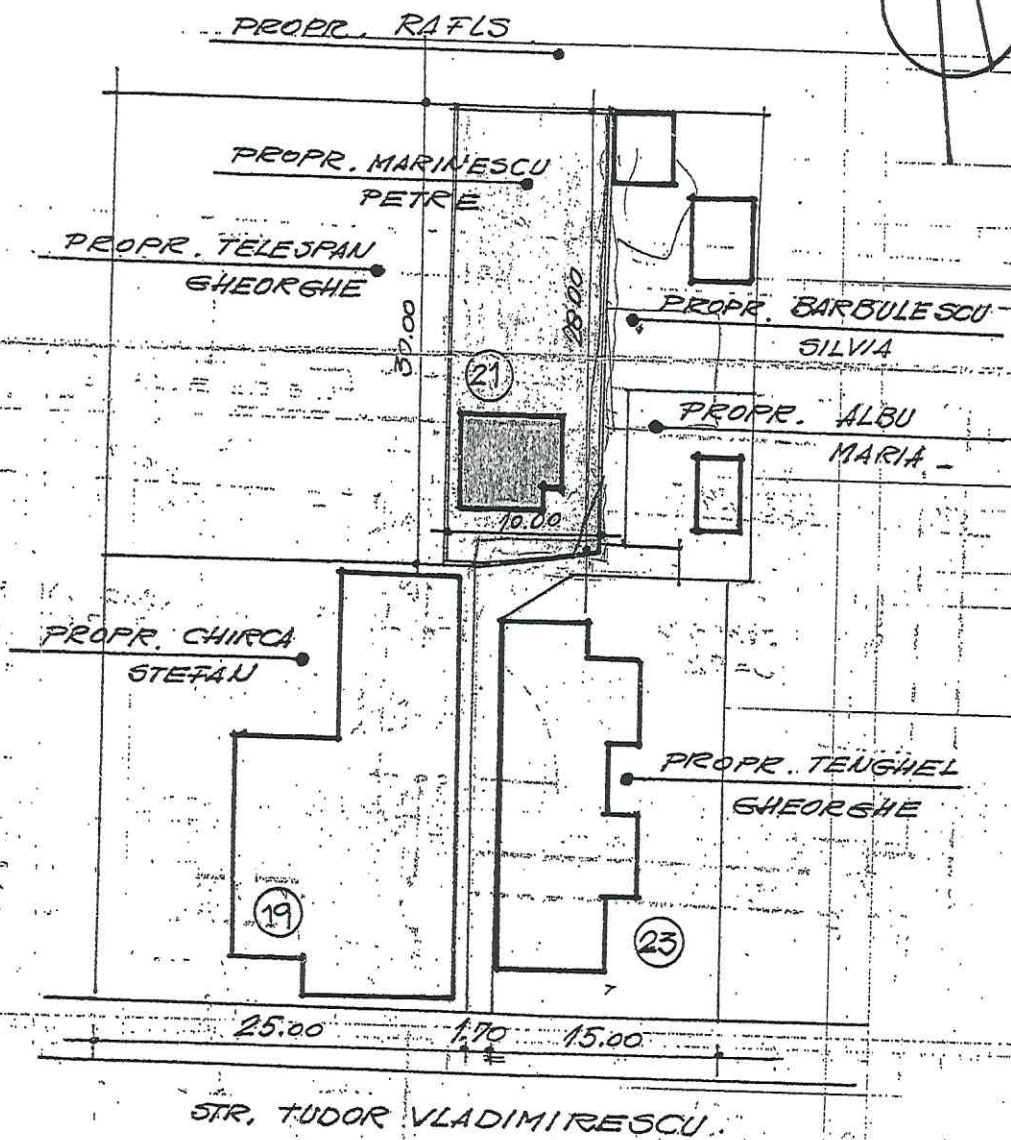 PROPR. RAFLS
PROPR. MARINESCU
PETRE
PROPR. TELESPAN
GHEORGHE
30.00
28.00
PROPR. BARBULESCU
SILVIA
21
PROPR. ALBU
MARIA
10.00
PROPR. CHIRCA
STEFAN
PROPR. TENGHEL
GHEORGHE
19
23
25.00 1.70 15.00
STR. TUDOR VLADIMIRESCU.